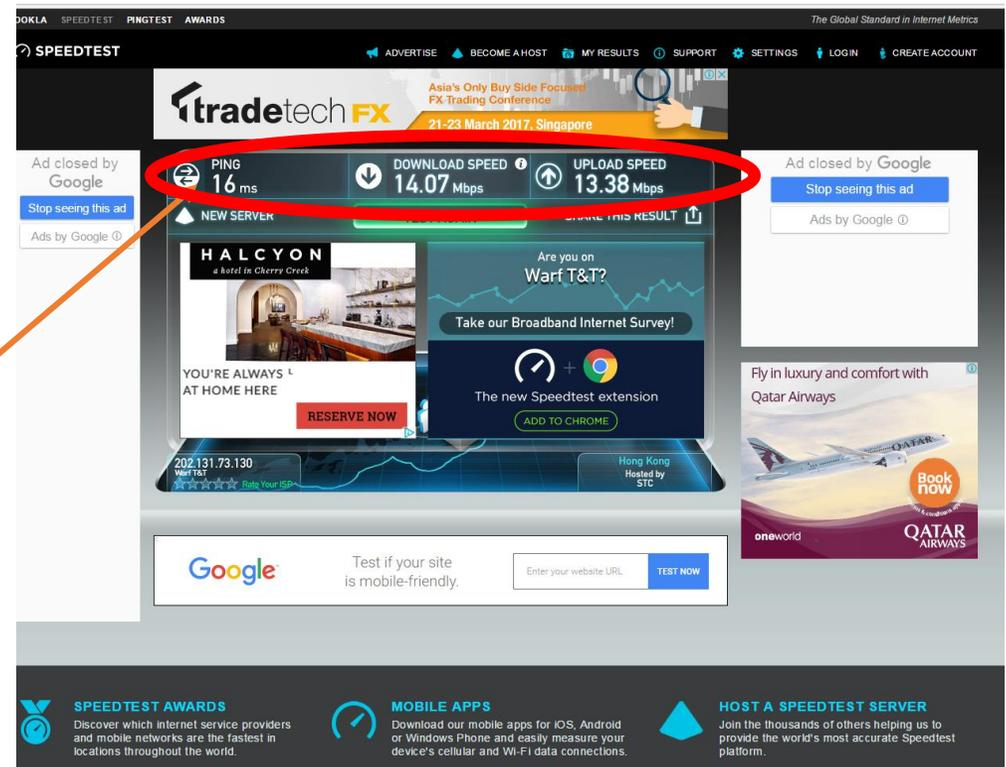 OOKLA SPEEDTEST PINGTEST AWARDS
The Global Standard in Internet Metrics
SPEEDTEST
ADVERTISE BECOME A HOST MY RESULTS SUPPORT SETTINGS LOGIN CREATE ACCOUNT
tradetech FX
Asia's Only Buy Side Focused
FX Trading Conference
21-23 March 2017, Singapore
Ad closed by
Google
Stop seeing this ad
Ads by Google
PING
16 ms
DOWNLOAD SPEED
14.07 Mbps
UPLOAD SPEED
13.38 Mbps
NEW SERVER
SHARE THIS RESULT
Ad closed by Google
Stop seeing this ad
Ads by Google
HALCYON
a hotel in Cherry Creek
YOU'RE ALWAYS
AT HOME HERE
RESERVE NOW
Are you on
Warf T&T?
Take our Broadband Internet Survey!
The new Speedtest extension
ADD TO CHROME
Fly in luxury and comfort with
Qatar Airways
QATAR
Book
now
oneworld
QATAR
AIRWAYS
202.131.73.130
Warf T&T
Rate Your ISP
Hong Kong
Hosted by
STC
Google
Test if your site
is mobile-friendly.
Enter your website URL
TEST NOW
SPEEDTEST AWARDS
Discover which internet service providers
and mobile networks are the fastest in
locations throughout the world.
MOBILE APPS
Download our mobile apps for iOS, Android
or Windows Phone and easily measure your
device's cellular and Wi-Fi data connections.
HOST A SPEEDTEST SERVER
Join the thousands of others helping us to
provide the world's most accurate Speedtest
platform.